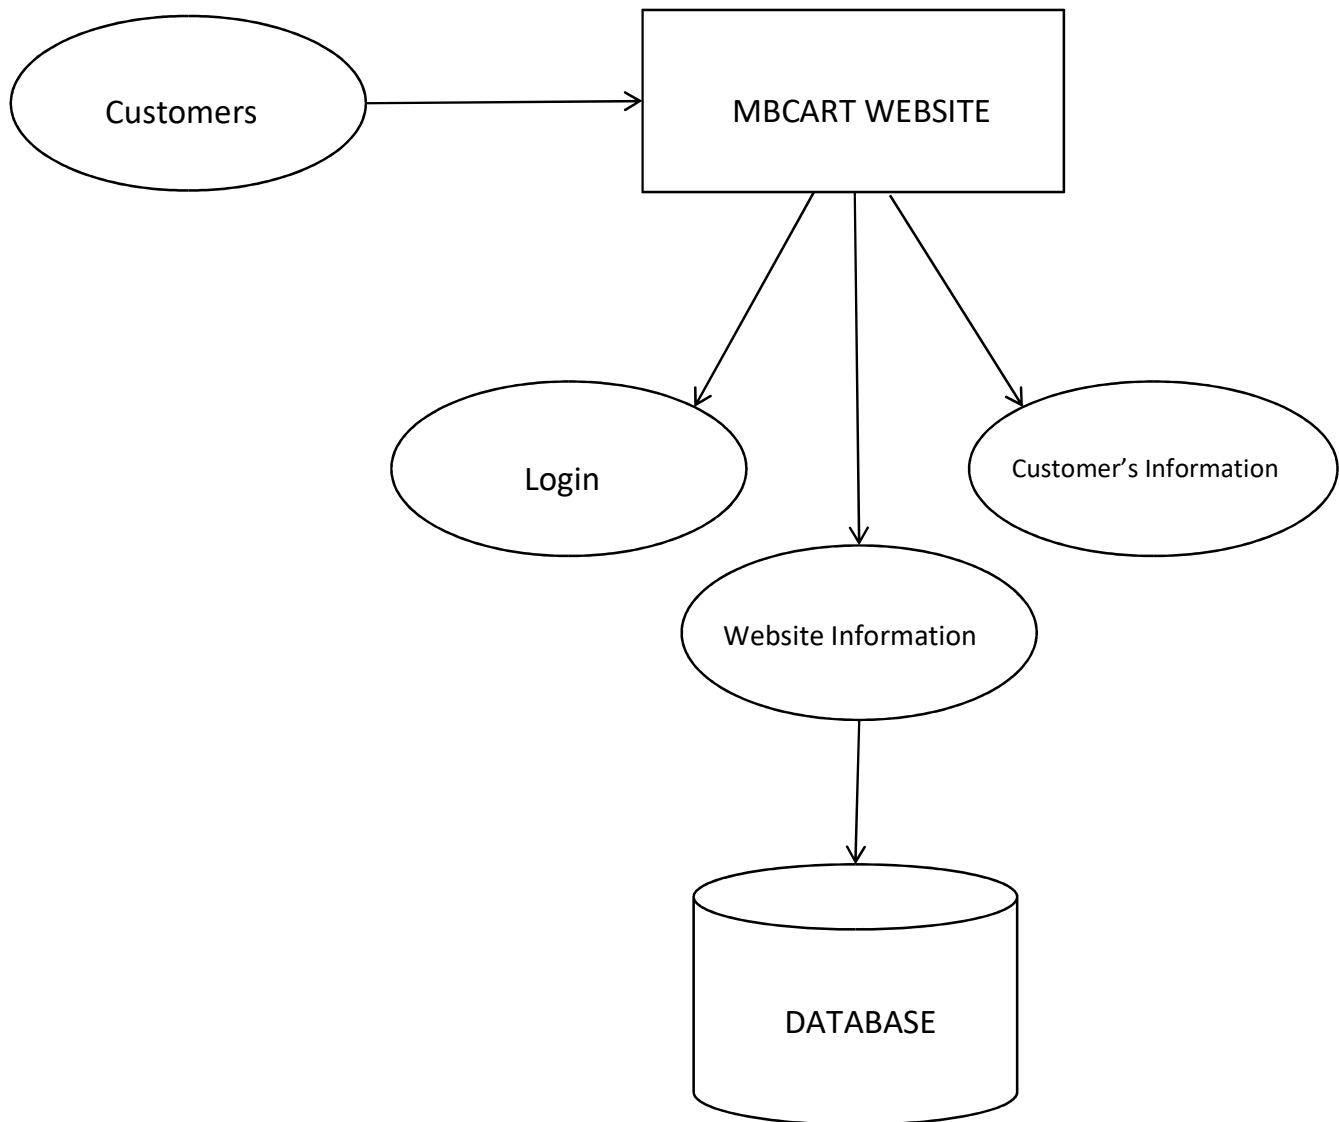 Customers
MBCART WEBSITE
Login
Customer’s Information
Website Information
DATABASE